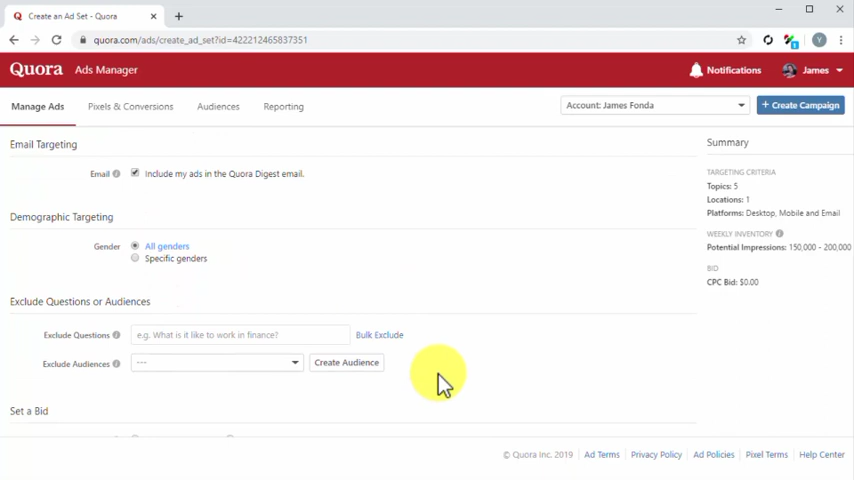 Create an Ad Set - Quora
quora.com/ads/create_ad_set?id=422212465837351
Y
Quora Ads Manager Notifications James
Manage Ads Pixels & Conversions Audiences Reporting Account: James Fonda + Create Campaign
Email Targeting
Email Include my ads in the Quora Digest email.
Demographic Targeting
Gender All genders
Specific genders
Exclude Questions or Audiences
Exclude Questions e.g. What is it like to work in finance? Bulk Exclude
Exclude Audiences --- Create Audience
Set a Bid
Summary
TARGETING CRITERIA
Topics: 5
Locations: 1
Platforms: Desktop, Mobile and Email
WEEKLY INVENTORY
Potential Impressions: 150,000 - 200,000
BID
CPC Bid: $0.00
© Quora Inc. 2019 Ad Terms Privacy Policy Ad Policies Pixel Terms Help Center